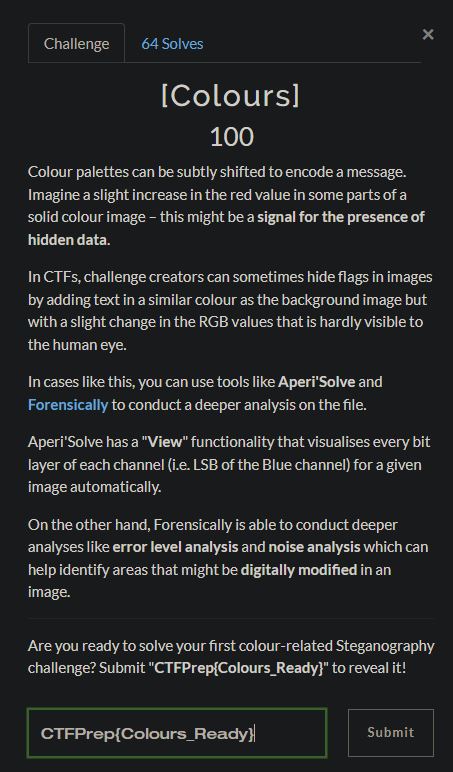 Challenge
64 Solves
×
[Colours]
100
Colour palettes can be subtly shifted to encode a message.
Imagine a slight increase in the red value in some parts of a
solid colour image – this might be a signal for the presence of
hidden data.
In CTFs, challenge creators can sometimes hide flags in images
by adding text in a similar colour as the background image but
with a slight change in the RGB values that is hardly visible to
the human eye.
In cases like this, you can use tools like Aperi'Solve and
Forensically to conduct a deeper analysis on the file.
Aperi'Solve has a "View" functionality that visualises every bit
layer of each channel (i.e. LSB of the Blue channel) for a given
image automatically.
On the other hand, Forensically is able to conduct deeper
analyses like error level analysis and noise analysis which can
help identify areas that might be digitally modified in an
image.
Are you ready to solve your first colour-related Steganography
challenge? Submit "CTFPrep{Colours_Ready}" to reveal it!
CTFPrep{Colours_Ready}
Submit